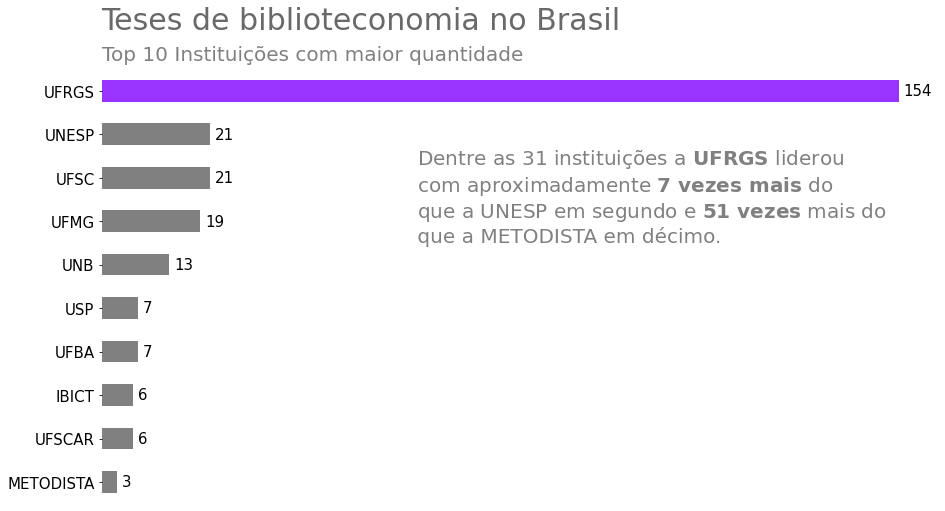 Teses de biblioteconomia no Brasil
Top 10 Instituições com maior quantidade
UFRGS 154
UNESP 21
UFSC 21
UFMG 19
UNB 13
USP 7
UFBA 7
IBICT 6
UFSCAR 6
METODISTA 3
Dentre as 31 instituições a UFRGS liderou
com aproximadamente 7 vezes mais do
que a UNESP em segundo e 51 vezes mais do
que a METODISTA em décimo.